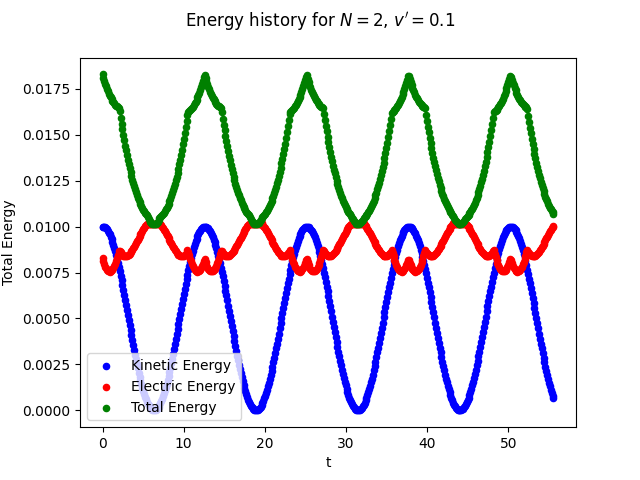 Energy history for N = 2, v′ = 0.1
0.0175
0.0150
0.0125
0.0100
0.0075
0.0050
0.0025
0.0000
Total Energy
Kinetic Energy
Electric Energy
Total Energy
0 10 20 30 40 50
t